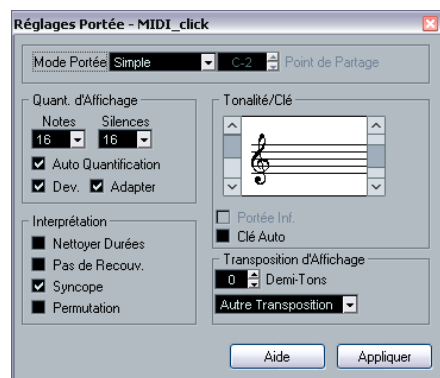 Réglages Portée - MIDI_click
Mode Portée Simple C-2 Point de Partage
Quant. d'Affichage
Notes Silences
16 16
Auto Quantification
Dev. Adapter
Interprétation
Nettoyer Durées
Pas de Recouv.
Syncope
Permutation
Tonalité/Clé
Portée Inf.
Clé Auto
Transposition d'Affichage
0 Demi-Tons
Autre Transposition
Aide Appliquer